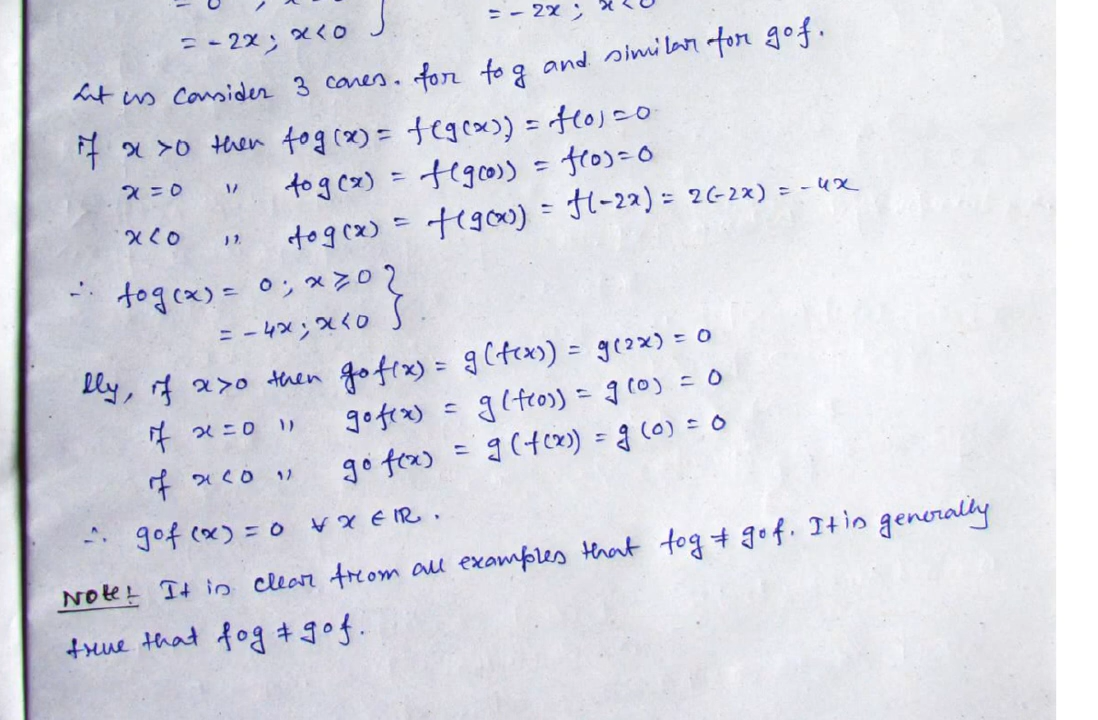 = - 2x ; x<0
= - 2x ; x<0 }
Let us consider 3 cases. for fog and similar for gof.
If x >0 then fog(x) = f(g(x)) = f(0) = 0
x = 0 " fog(x) = f(g(0)) = f(0) = 0
x<0 " fog(x) = f(g(x)) = f(-2x) = 2(-2x) = -4x
∴ fog(x) = 0 ; x ≥ 0 }
= - 4x ; x<0
lly, if x>0 then gof(x) = g(f(x)) = g(2x) = 0
If x = 0 " gof(x) = g(f(0)) = g(0) = 0
if x<0 " gof(x) = g(f(x)) = g(0) = 0
∴ gof(x) = 0 ∀ x ∈ IR.
Note:- It is clear from all examples that fog ≠ gof. It is generally
true that fog ≠ gof.